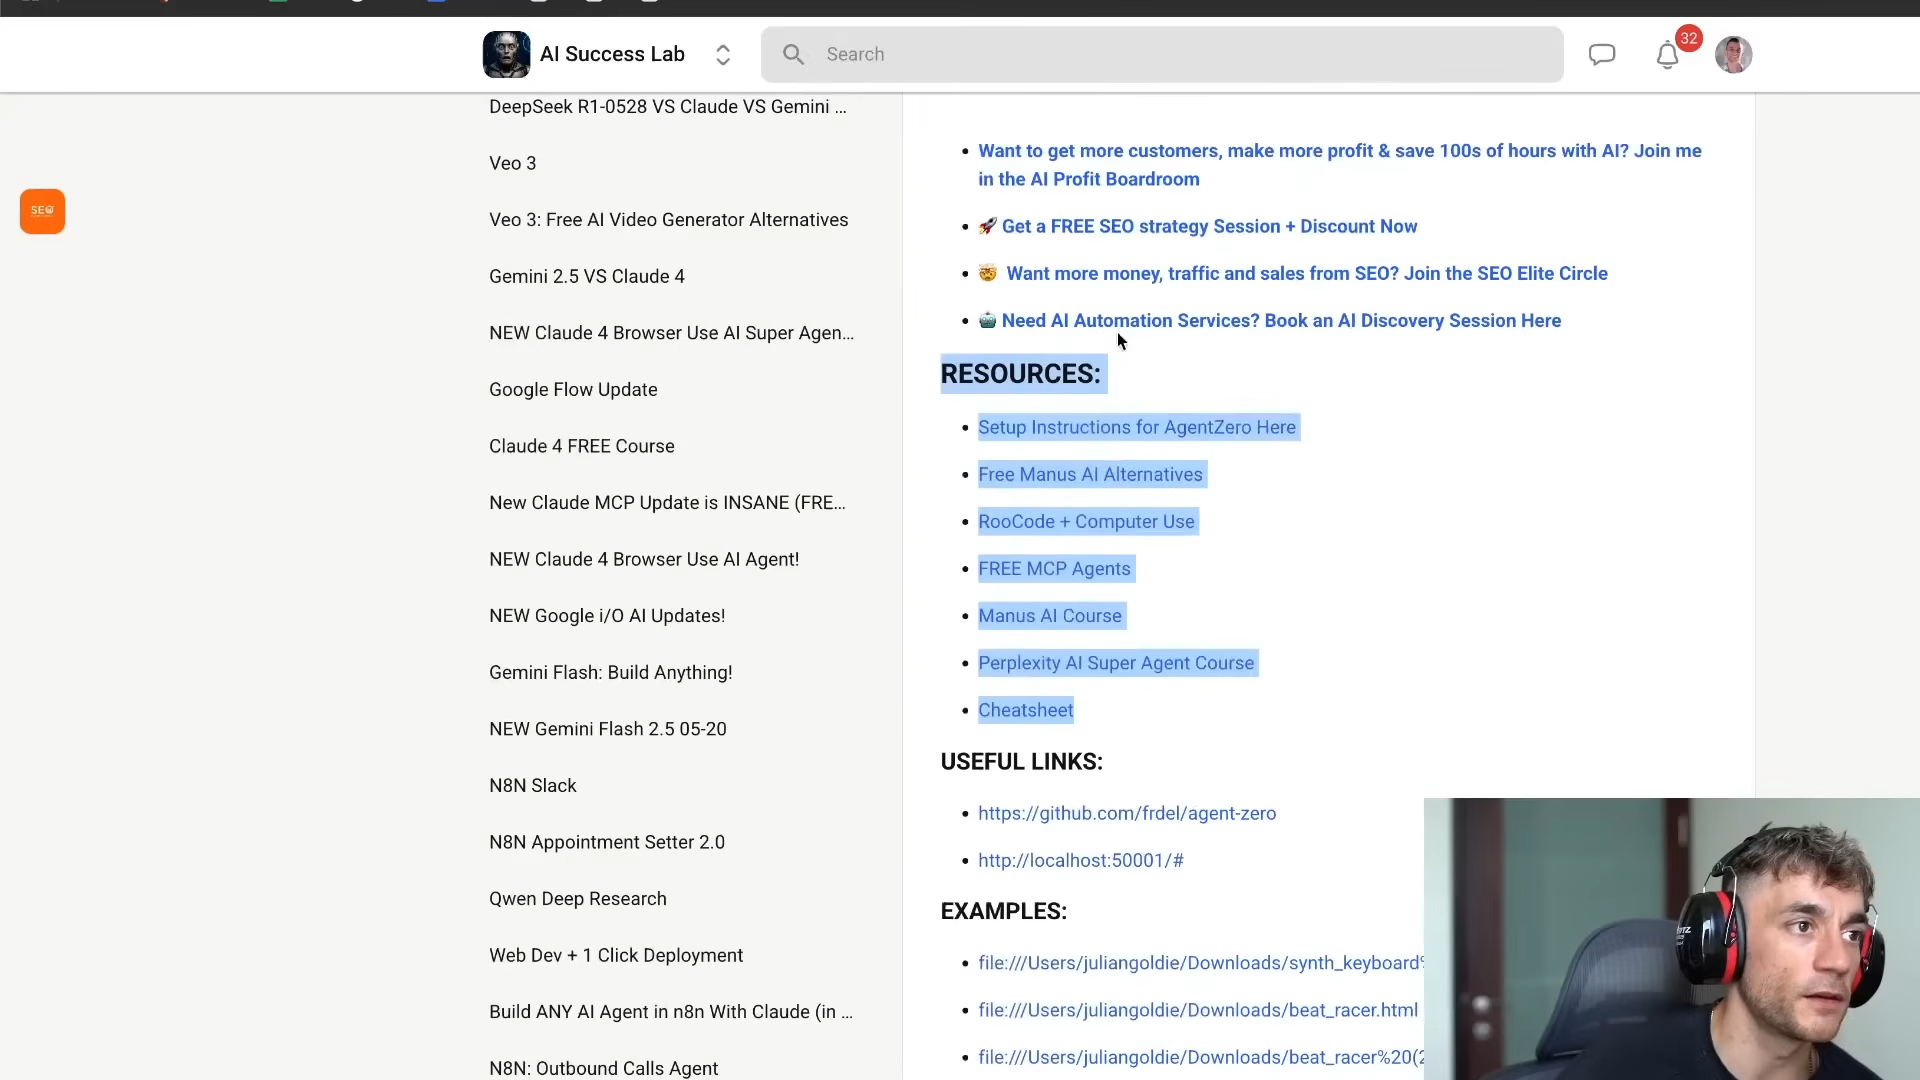 AI Success Lab
Search
32
SEO
DeepSeek R1-0528 VS Claude VS Gemini ...
Veo 3
Veo 3: Free AI Video Generator Alternatives
Gemini 2.5 VS Claude 4
NEW Claude 4 Browser Use AI Super Agen...
Google Flow Update
Claude 4 FREE Course
New Claude MCP Update is INSANE (FRE...
NEW Claude 4 Browser Use AI Agent!
NEW Google i/O AI Updates!
Gemini Flash: Build Anything!
NEW Gemini Flash 2.5 05-20
N8N Slack
N8N Appointment Setter 2.0
Qwen Deep Research
Web Dev + 1 Click Deployment
Build ANY AI Agent in n8n With Claude (in ...
N8N: Outbound Calls Agent
Want to get more customers, make more profit & save 100s of hours with AI? Join me
in the AI Profit Boardroom
🚀 Get a FREE SEO strategy Session + Discount Now
🤯 Want more money, traffic and sales from SEO? Join the SEO Elite Circle
🤖 Need AI Automation Services? Book an AI Discovery Session Here
RESOURCES:
Setup Instructions for AgentZero Here
Free Manus AI Alternatives
RooCode + Computer Use
FREE MCP Agents
Manus AI Course
Perplexity AI Super Agent Course
Cheatsheet
USEFUL LINKS:
https://github.com/frdel/agent-zero
http://localhost:50001/#
EXAMPLES:
file:///Users/juliangoldie/Downloads/synth_keyboard%
file:///Users/juliangoldie/Downloads/beat_racer.html
file:///Users/juliangoldie/Downloads/beat_racer%20(2